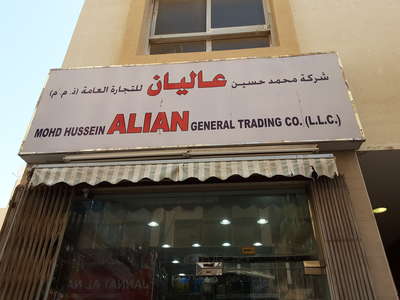 شركة محمد حسين عاليان للتجارة العامة (ذ.م.م)
MOHD HUSSEIN ALIAN GENERAL TRADING CO. (L.L.C.)